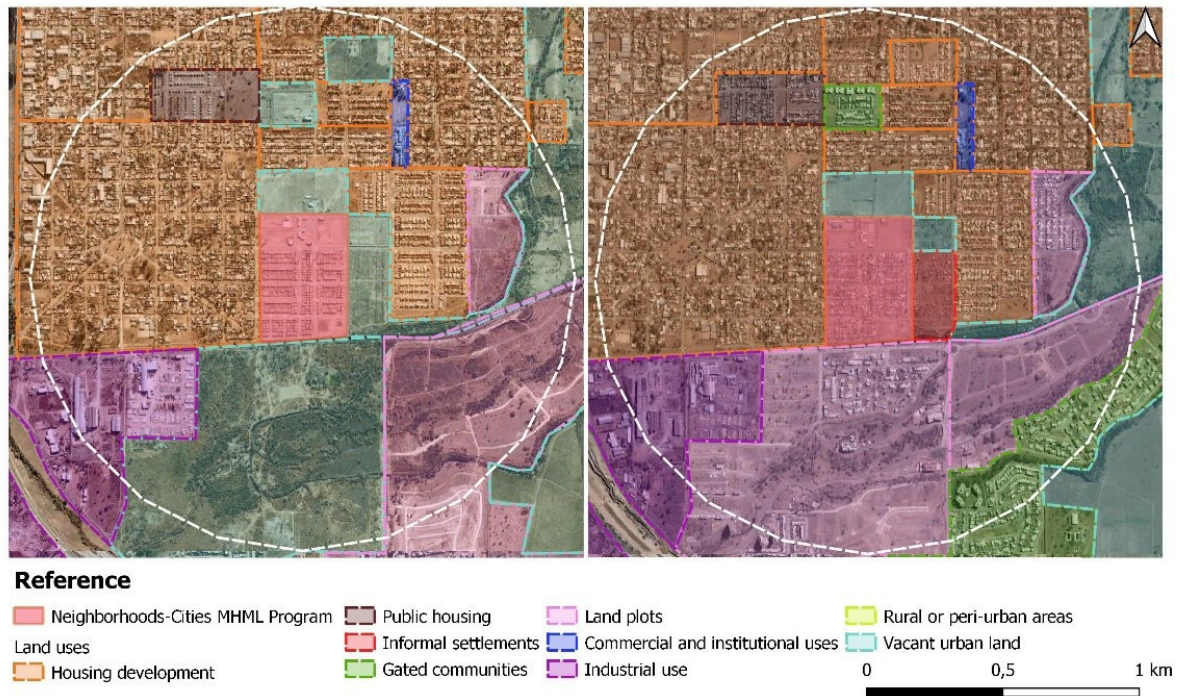 Reference
Neighborhoods-Cities MHML Program
Land uses
Housing development
Public housing
Informal settlements
Gated communities
Land plots
Commercial and institutional uses
Industrial use
Rural or peri-urban areas
Vacant urban land
0 0,5 1 km